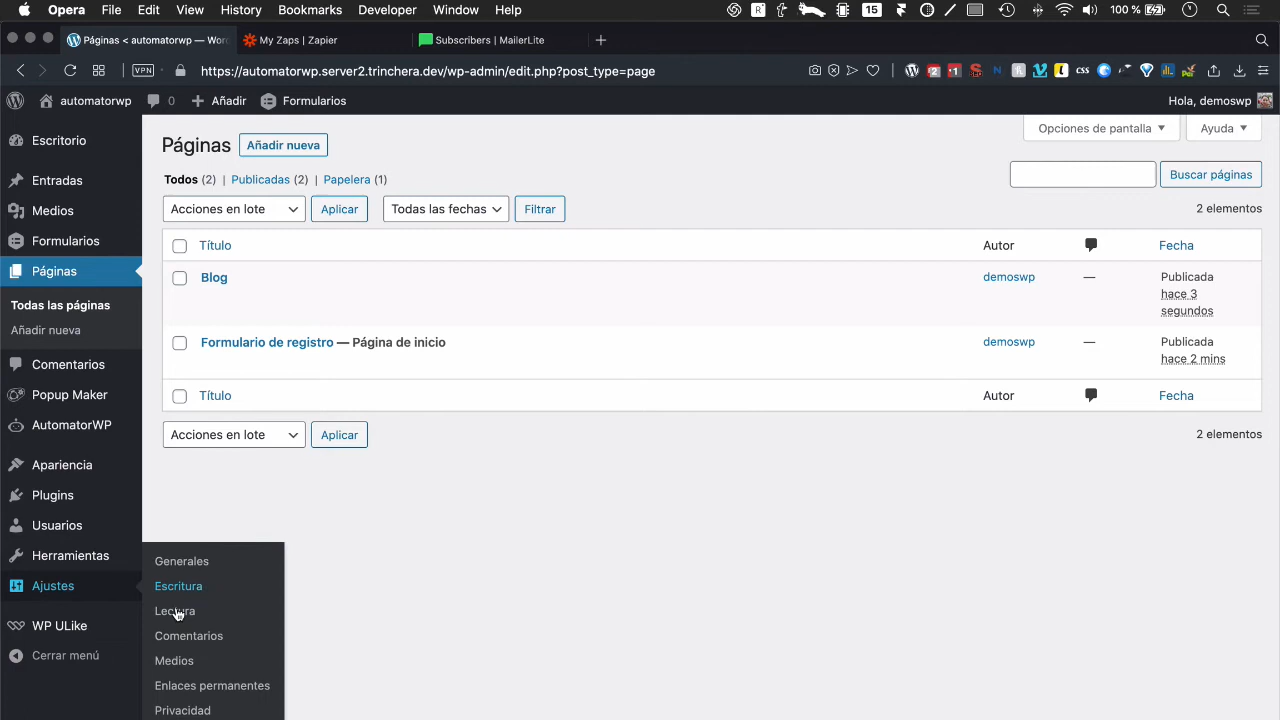 Opera File Edit View History Bookmarks Developer Window Help 15 100%
Páginas < automatorwp — Wor My Zaps | Zapier Subscribers | MailerLite
VPN https://automatorwp.server2.trinchera.dev/wp-admin/edit.php?post_type=page
automatorwp 0 Añadir Formularios Hola, demoswp
Escritorio
Entradas
Medios
Formularios
Páginas
Todas las páginas
Añadir nueva
Comentarios
Popup Maker
AutomatorWP
Apariencia
Plugins
Usuarios
Herramientas
Ajustes
WP ULike
Cerrar menú
Generales
Escritura
Lectura
Comentarios
Medios
Enlaces permanentes
Privacidad
Opciones de pantalla Ayuda
Páginas Añadir nueva
Todos (2) | Publicadas (2) | Papelera (1)
Buscar páginas
Acciones en lote Aplicar Todas las fechas Filtrar 2 elementos
Título Autor Fecha
Blog demoswp — Publicada
hace 3
segundos
Formulario de registro — Página de inicio demoswp — Publicada
hace 2 mins
Título Autor Fecha
Acciones en lote Aplicar 2 elementos